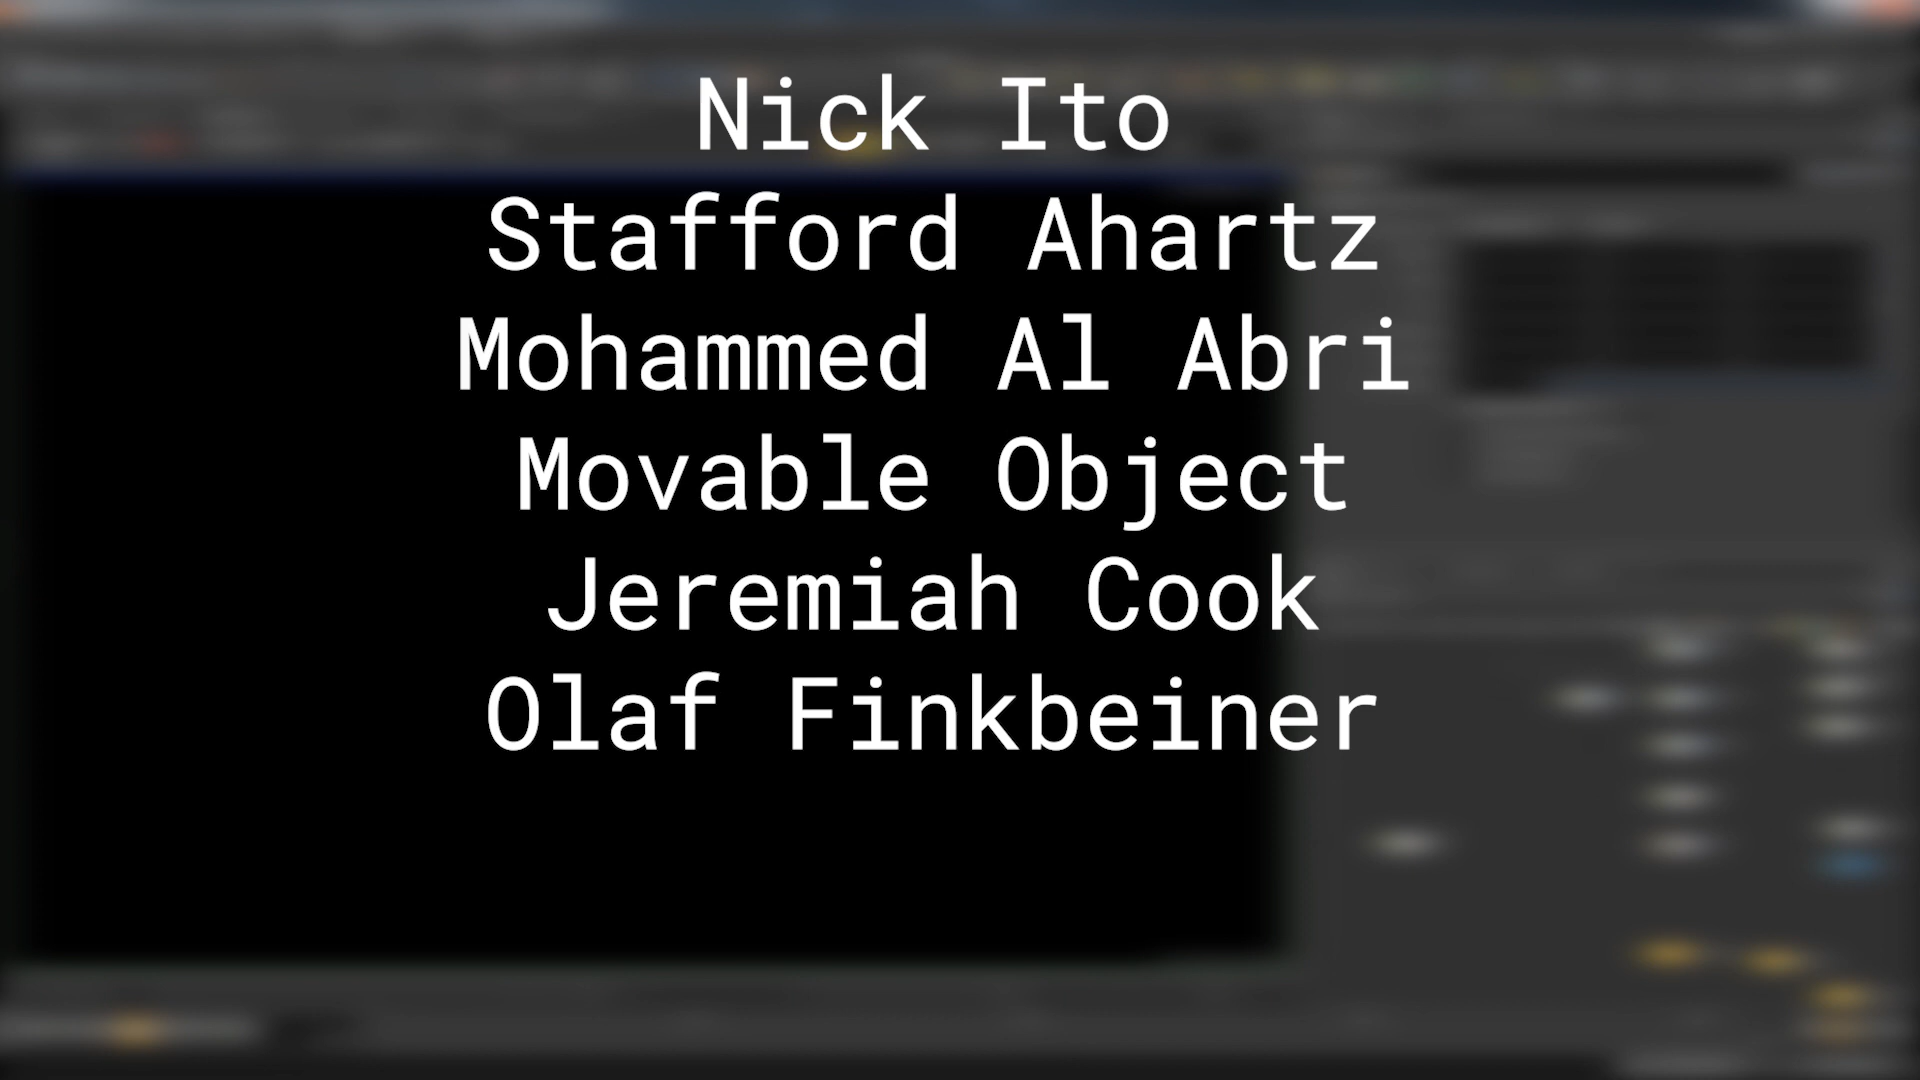 Nick Ito
Stafford Ahartz
Mohammed Al Abri
Movable Object
Jeremiah Cook
Olaf Finkbeiner